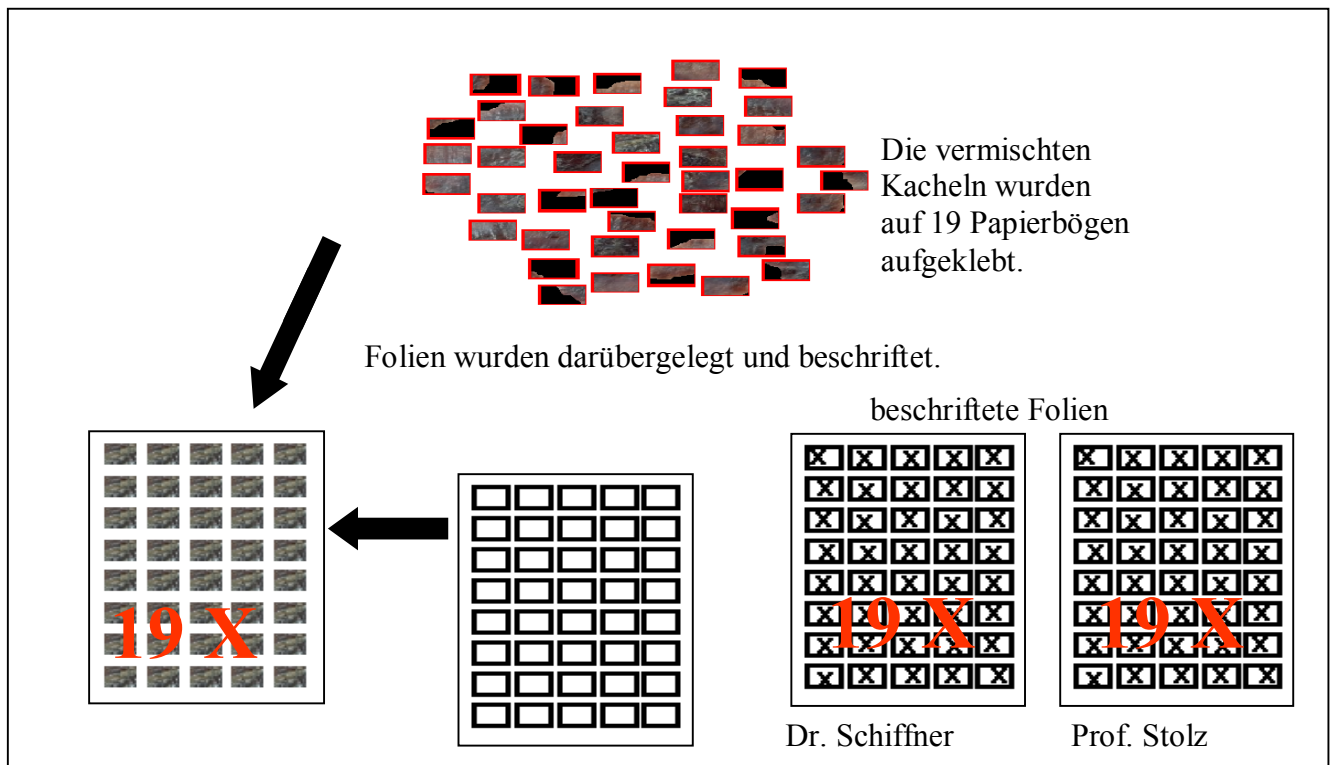 Die vermischten
Kacheln wurden
auf 19 Papierbögen
aufgeklebt.
Folien wurden darübergelegt und beschriftet.
beschriftete Folien
X X X X X X X X X X
X X X X X X X X X X
X X X X X X X X X X
X X X X X X X X X X
X X X X X X X X X X
X X X X X X X X X X
19 X
19 X
19 X
X X X X X X X X X X
X X X X X X X X X X
Dr. Schiffner
Prof. Stolz